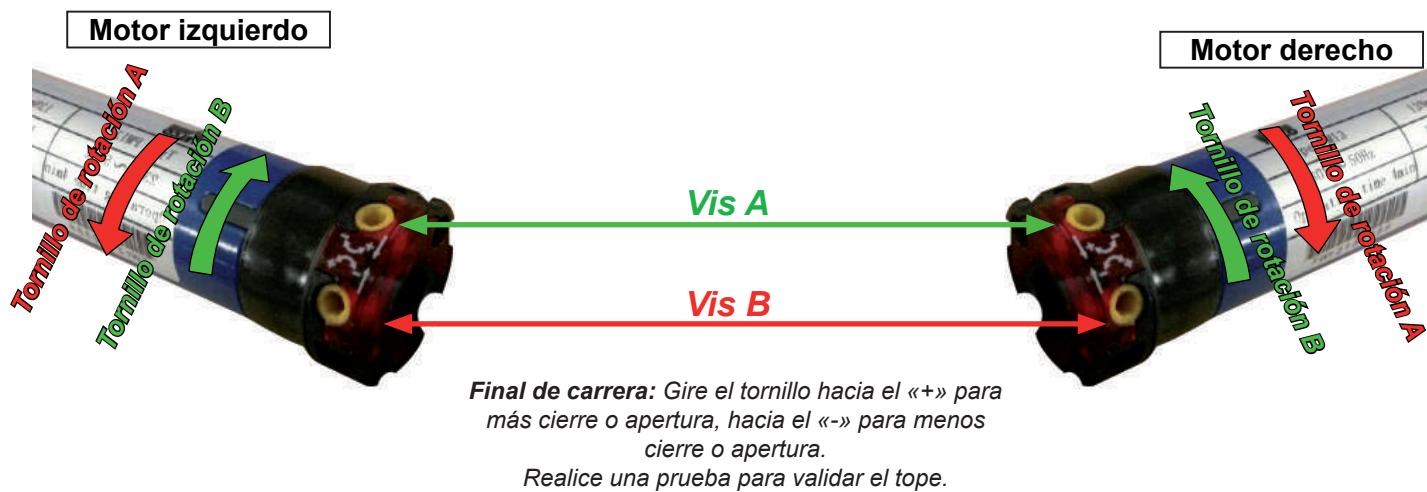 Motor izquierdo
Motor derecho
Tornillo de rotación A
Tornillo de rotación B
Tornillo de rotación B
Tornillo de rotación A
Vis A
Vis B
50Hz
Final de carrera: Gire el tornillo hacia el «+» para
más cierre o apertura, hacia el «-» para menos
cierre o apertura.
Realice una prueba para validar el tope.